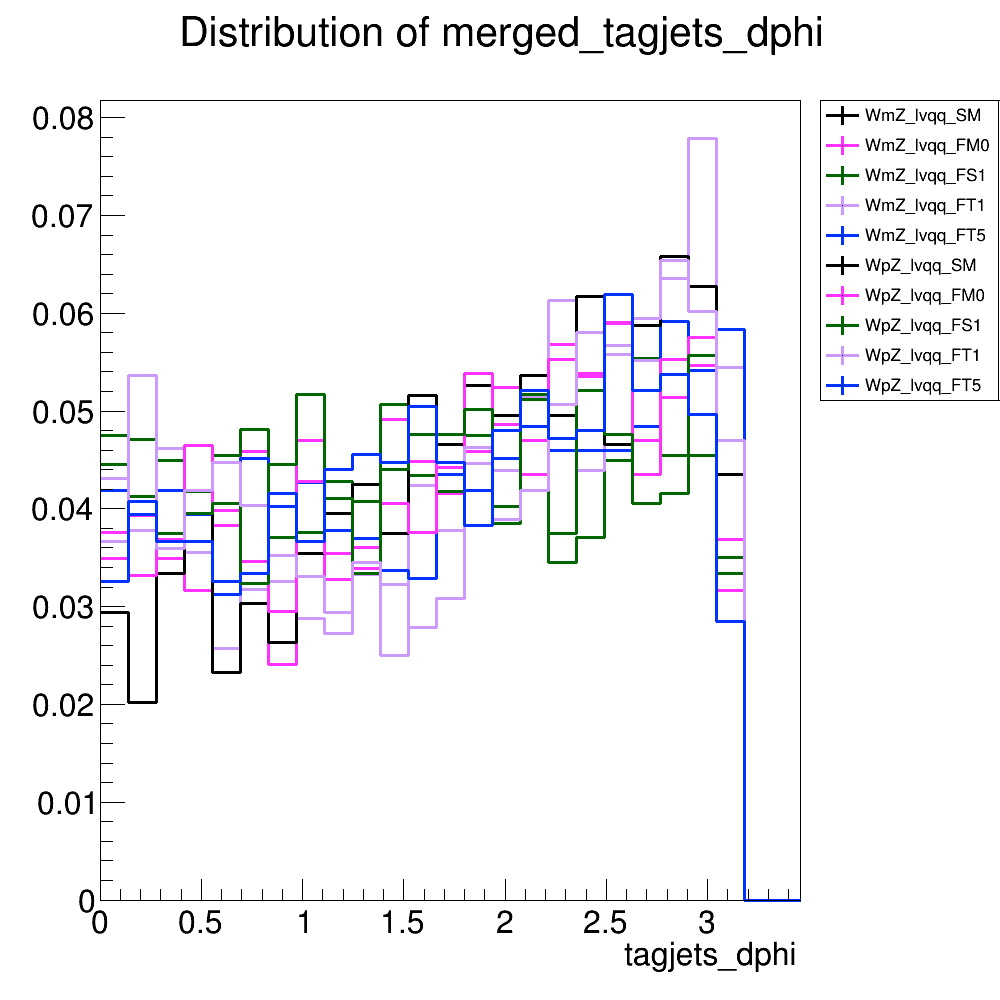 Distribution of merged_tagjets_dphi
0.08
0.07
0.06
0.05
0.04
0.03
0.02
0.01
0
0 0.5 1 1.5 2 2.5 3
tagjets_dphi
WmZ_lvqq_SM
WmZ_lvqq_FM0
WmZ_lvqq_FS1
WmZ_lvqq_FT1
WmZ_lvqq_FT5
WpZ_lvqq_SM
WpZ_lvqq_FM0
WpZ_lvqq_FS1
WpZ_lvqq_FT1
WpZ_lvqq_FT5